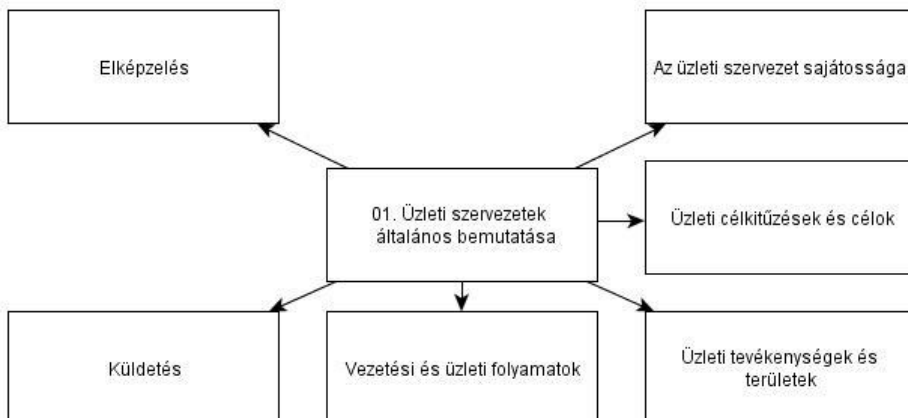 Elképzelés
Az üzleti szervezet sajátossága
01. Üzleti szervezetek
általános bemutatása
Üzleti célkitűzések és célok
Küldetés
Vezetési és üzleti folyamatok
Üzleti tevékenységek és
területek